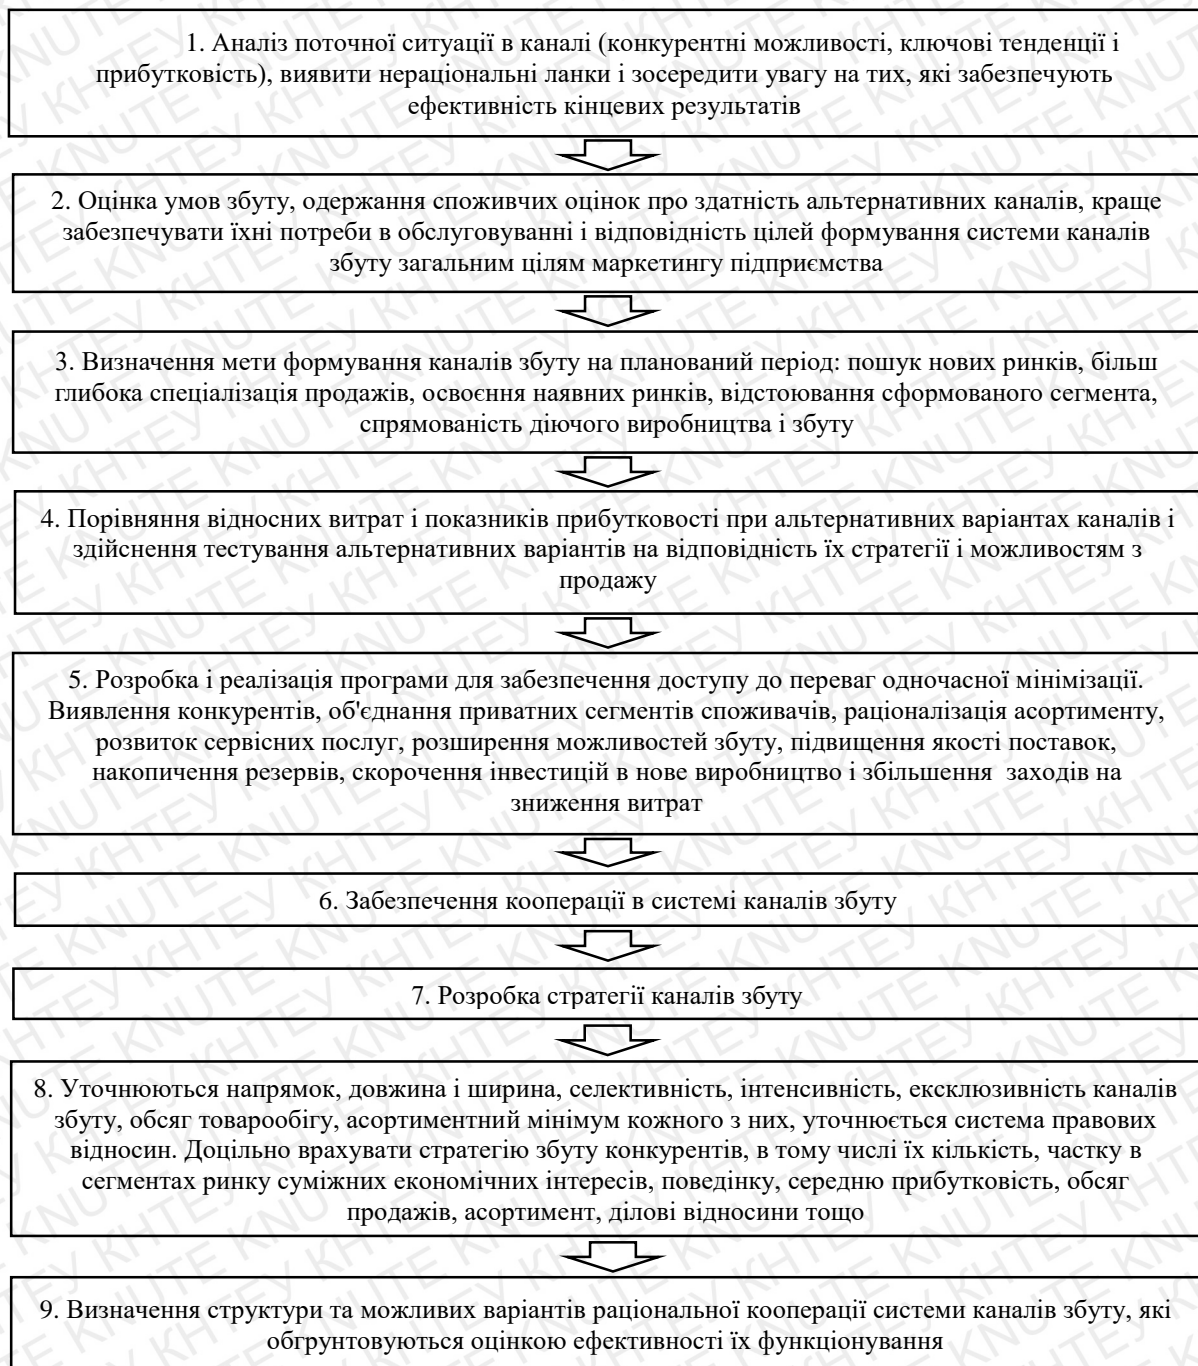 1. Аналіз поточної ситуації в каналі (конкурентні можливості, ключові тенденції і
прибутковість), виявити нераціональні ланки і зосередити увагу на тих, які забезпечують
ефективність кінцевих результатів
2. Оцінка умов збуту, одержання споживчих оцінок про здатність альтернативних каналів, краще
забезпечувати їхні потреби в обслуговуванні і відповідність цілей формування системи каналів
збуту загальним цілям маркетингу підприємства
3. Визначення мети формування каналів збуту на планований період: пошук нових ринків, більш
глибока спеціалізація продажів, освоєння наявних ринків, відстоювання сформованого сегмента,
спрямованість діючого виробництва і збуту
4. Порівняння відносних витрат і показників прибутковості при альтернативних варіантах каналів і
здійснення тестування альтернативних варіантів на відповідність їх стратегії і можливостям з
продажу
5. Розробка і реалізація програми для забезпечення доступу до переваг одночасної мінімізації.
Виявлення конкурентів, об'єднання приватних сегментів споживачів, раціоналізація асортименту,
розвиток сервісних послуг, розширення можливостей збуту, підвищення якості поставок,
накопичення резервів, скорочення інвестицій в нове виробництво і збільшення заходів на
зниження витрат
6. Забезпечення кооперації в системі каналів збуту
7. Розробка стратегії каналів збуту
8. Уточнюються напрямок, довжина і ширина, селективність, інтенсивність, ексклюзивність каналів
збуту, обсяг товарообігу, асортиментний мінімум кожного з них, уточнюється система правових
відносин. Доцільно врахувати стратегію збуту конкурентів, в тому числі їх кількість, частку в
сегментах ринку суміжних економічних інтересів, поведінку, середню прибутковість, обсяг
продажів, асортимент, ділові відносини тощо
9. Визначення структури та можливих варіантів раціональної кооперації системи каналів збуту, які
обгрунтовуються оцінкою ефективності їх функціонування